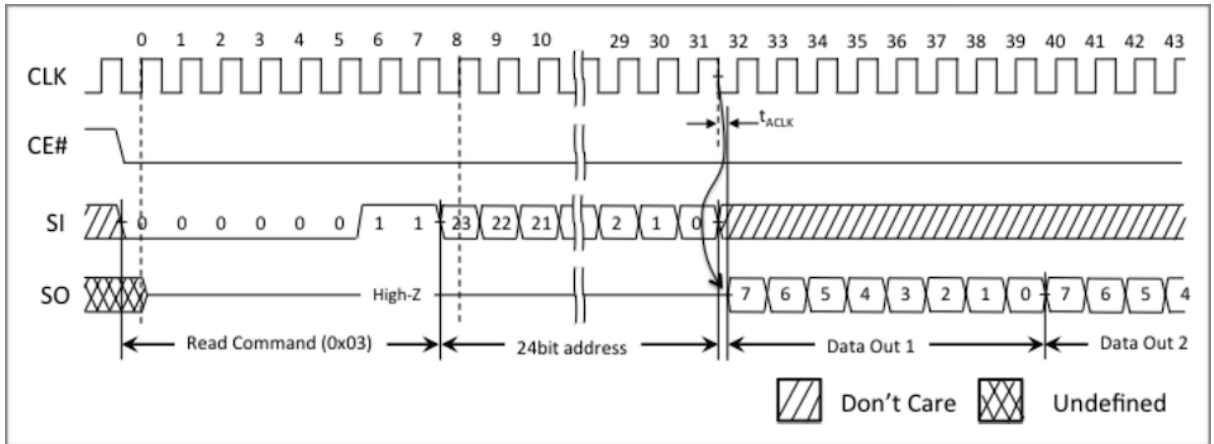 0 1 2 3 4 5 6 7 8 9 10 29 30 31 32 33 34 35 36 37 38 39 40 41 42 43
CLK
tACLK
CE#
SI 0 0 0 0 0 0 1 1 23 22 21 2 1 0
SO High-Z 7 6 5 4 3 2 1 0 7 6 5 4
Read Command (0x03) 24bit address Data Out 1 Data Out 2
Don't Care Undefined